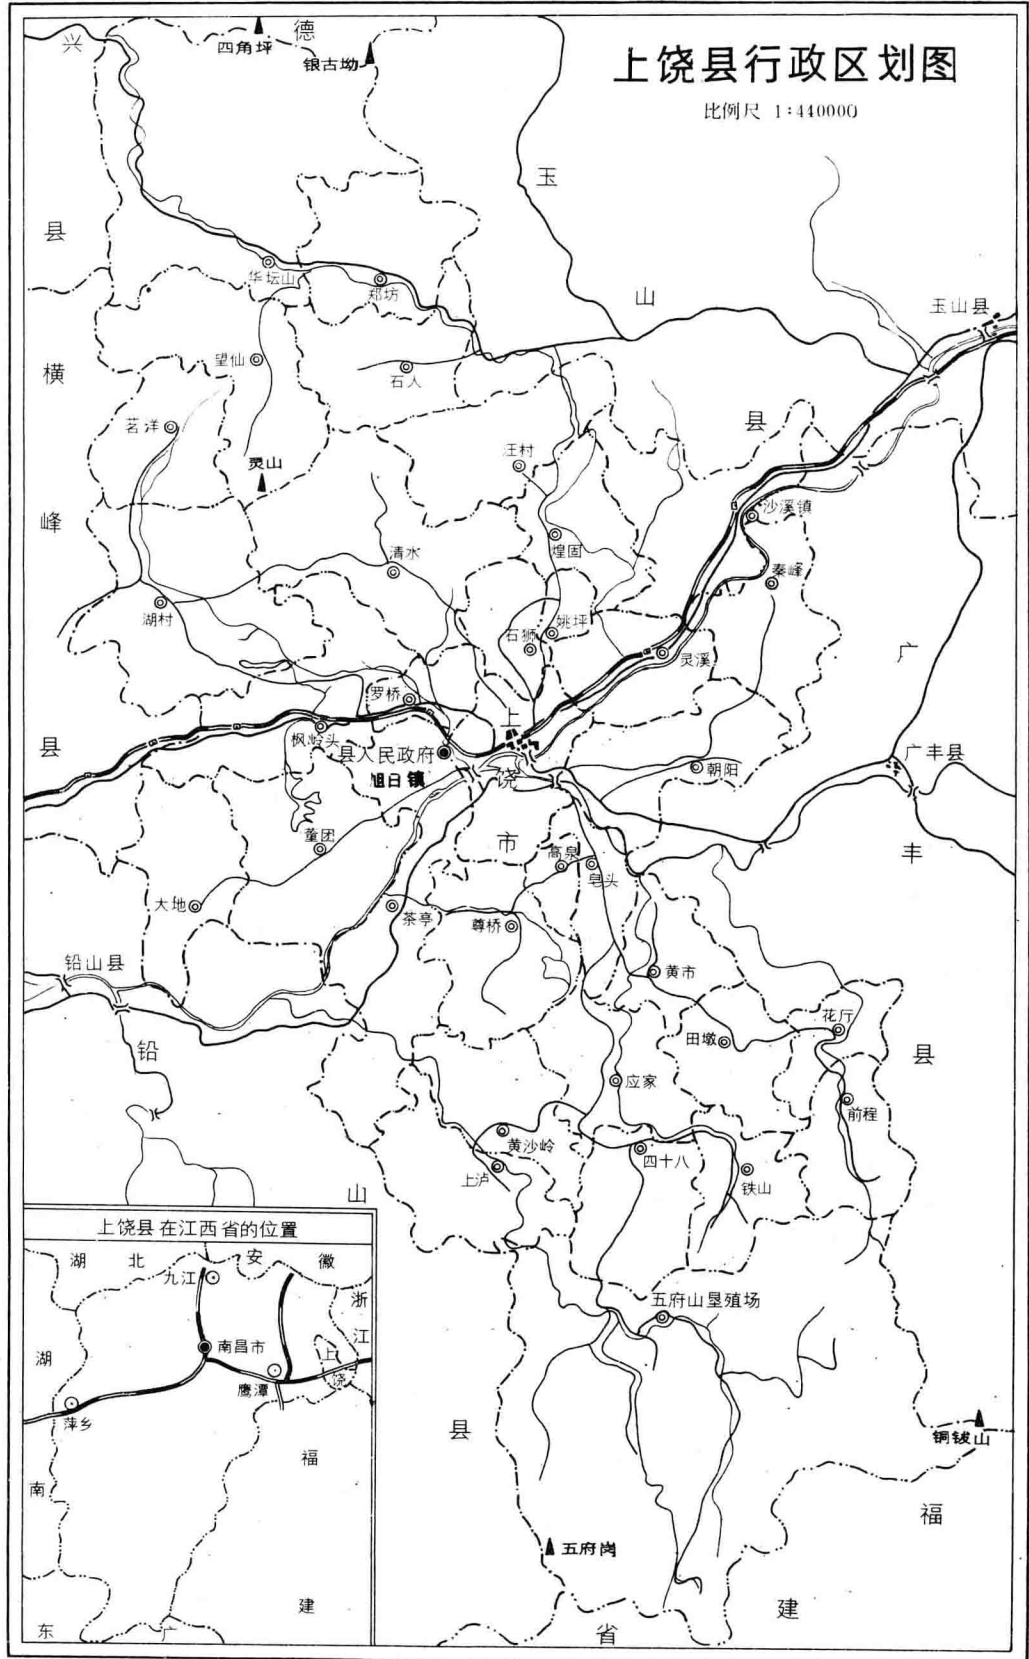 上饶县行政区划图
比例尺 1:440000
兴
四角坪
德
银古坳
玉
县
华坛山
郑坊
山
玉山县
横
望仙
石人
茗洋
县
灵山
汪村
峰
沙溪镇
清水
煌固
秦峰
湖村
石狮
姚坪
灵溪
广
罗桥
上
县
枫岭头
县人民政府
广丰县
旭日镇
饶
朝阳
董团
市
高泉
皂头
丰
大地
茶亭
尊桥
铅山县
黄市
花厅
铅
田墩
县
应家
前程
黄沙岭
四十八
上泸
铁山
山
五府山垦殖场
县
铜钹山
福
五府岗
建
省
上饶县在江西省的位置
湖
北
安
徽
九江
浙
江
湖
南昌市
上
饶
鹰潭
萍乡
福
南
建
东
广